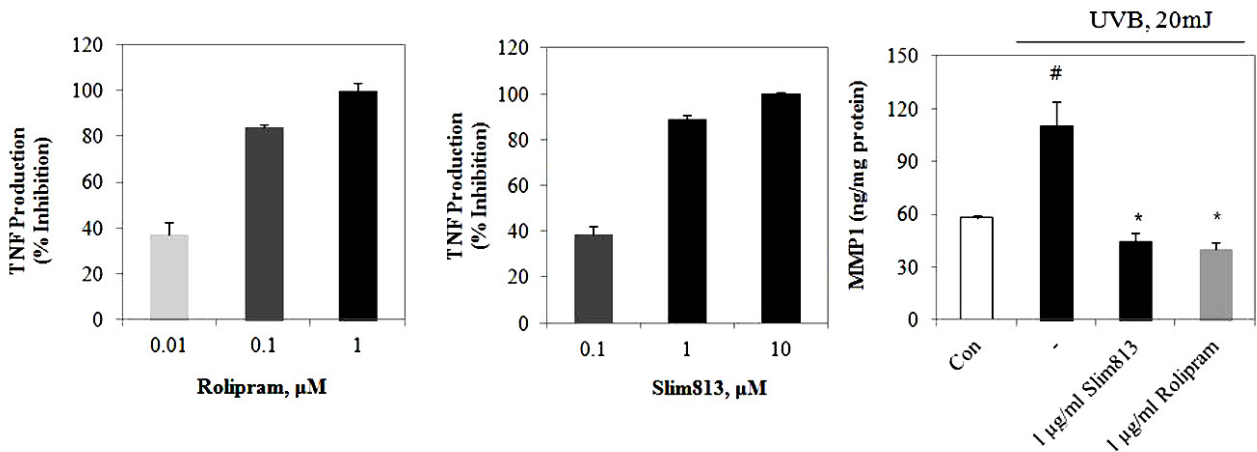 TNF Production
(% Inhibition)
120
100
80
60
40
20
0
0.01 0.1 1
Rolipram, µM
TNF Production
(% Inhibition)
120
100
80
60
40
20
0
0.1 1 10
Slim813, µM
UVB, 20mJ
MMP1 (ng/mg protein)
150
120
90
60
30
0
#
* *
Con
-
1 µg/ml Slim813
1 µg/ml Rolipram